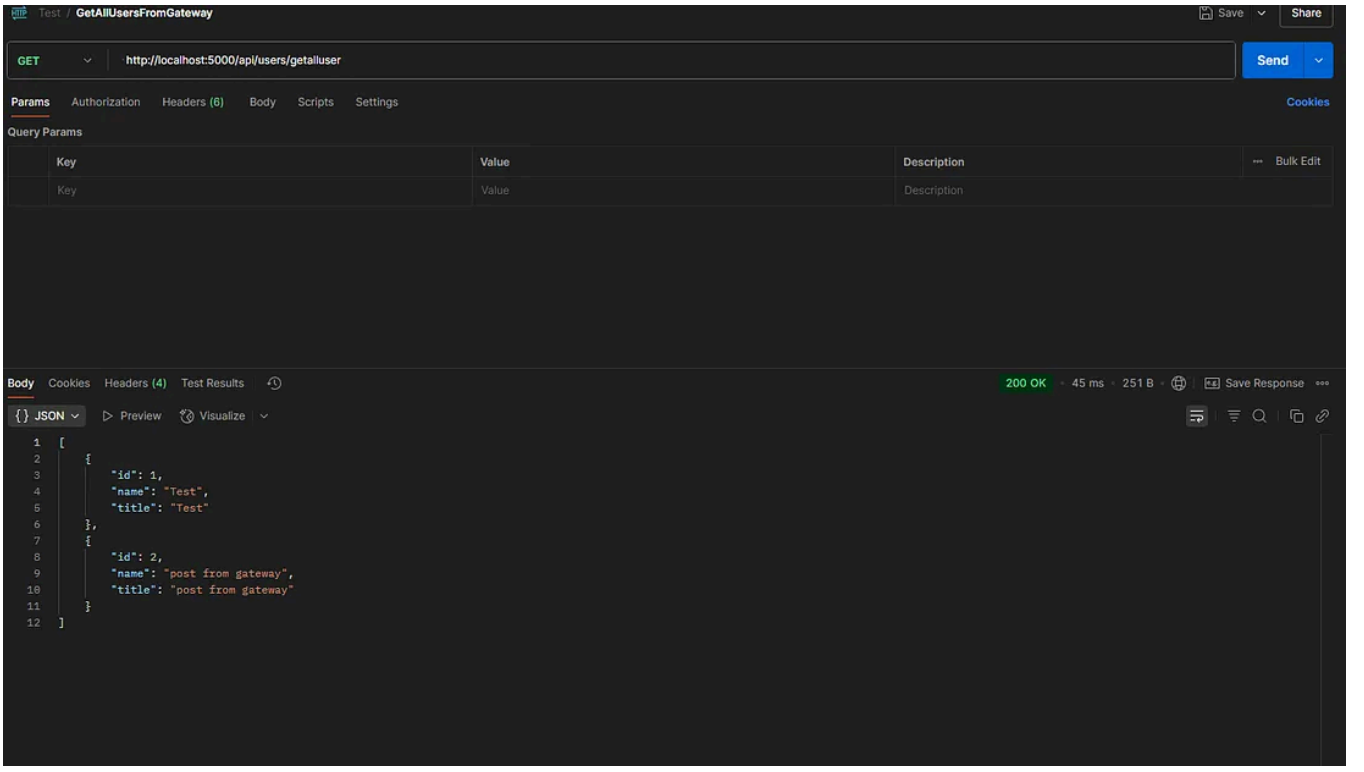 HTTP Test / GetAllUsersFromGateway Save Share
GET http://localhost:5000/api/users/getalluser Send
Params Authorization Headers (6) Body Scripts Settings Cookies
Query Params
Key Value Description Bulk Edit
Key Value Description
Body Cookies Headers (4) Test Results 200 OK 45 ms 251 B Save Response
{} JSON Preview Visualize
1 [
2 {
3 "id": 1,
4 "name": "Test",
5 "title": "Test"
6 },
7 {
8 "id": 2,
9 "name": "post from gateway",
10 "title": "post from gateway"
11 }
12 ]